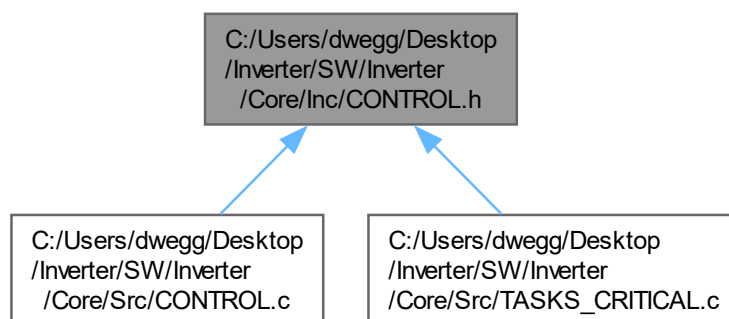 C:/Users/dwegg/Desktop
/Inverter/SW/Inverter
/Core/Inc/CONTROL.h
C:/Users/dwegg/Desktop
/Inverter/SW/Inverter
/Core/Src/CONTROL.c
C:/Users/dwegg/Desktop
/Inverter/SW/Inverter
/Core/Src/TASKS_CRITICAL.c